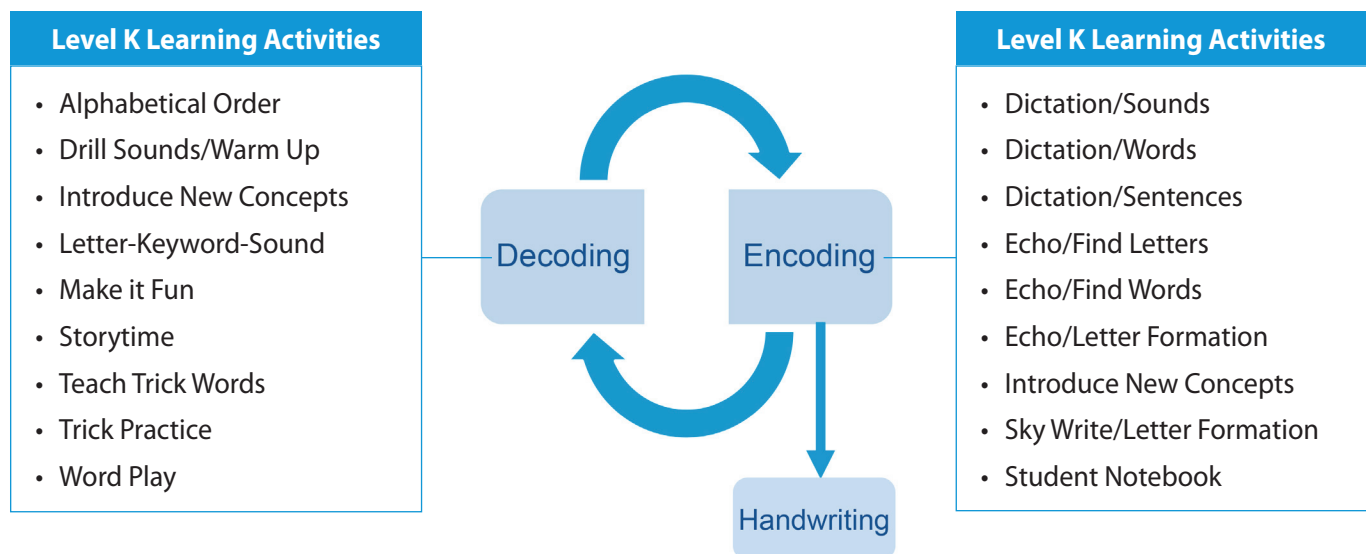 Level K Learning Activities
• Alphabetical Order
• Drill Sounds/Warm Up
• Introduce New Concepts
• Letter-Keyword-Sound
• Make it Fun
• Storytime
• Teach Trick Words
• Trick Practice
• Word Play
Decoding
Encoding
Handwriting
Level K Learning Activities
• Dictation/Sounds
• Dictation/Words
• Dictation/Sentences
• Echo/Find Letters
• Echo/Find Words
• Echo/Letter Formation
• Introduce New Concepts
• Sky Write/Letter Formation
• Student Notebook